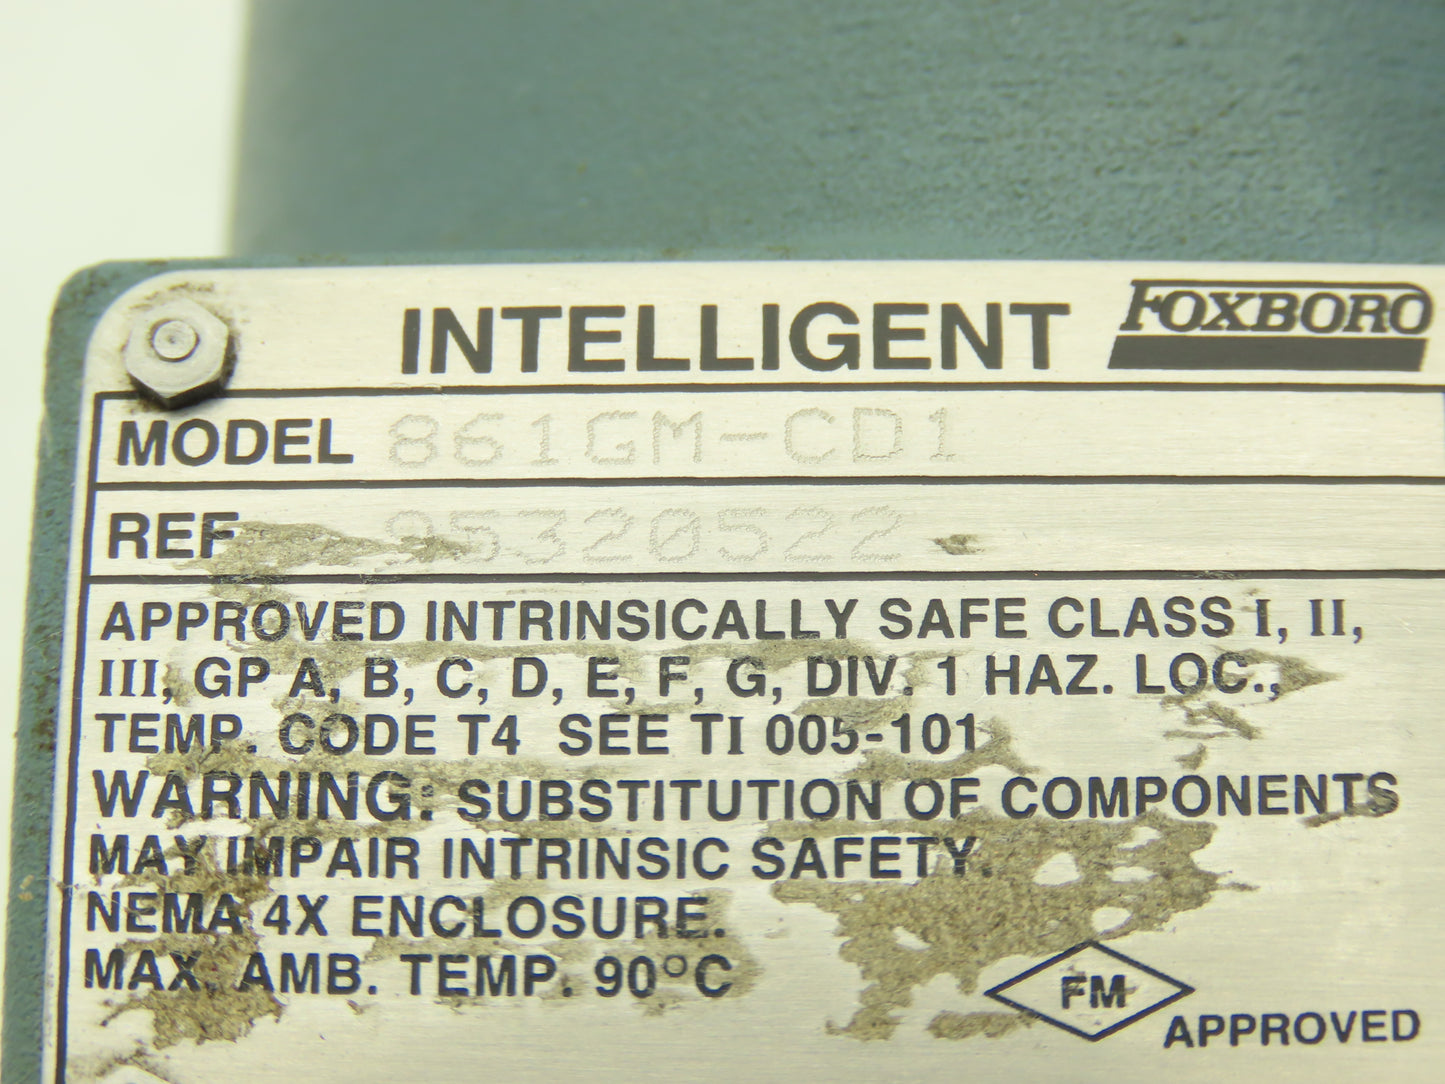 INTELLIGENT FOXBORO
MODEL 861GM-CD1
REF 95320522
APPROVED INTRINSICALLY SAFE CLASS I, II,
III, GP A, B, C, D, E, F, G, DIV. 1 HAZ. LOC.,
TEMP. CODE T4 SEE TI 005-101
WARNING: SUBSTITUTION OF COMPONENTS
MAY IMPAIR INTRINSIC SAFETY.
NEMA 4X ENCLOSURE.
MAX. AMB. TEMP. 90°C
FM
APPROVED